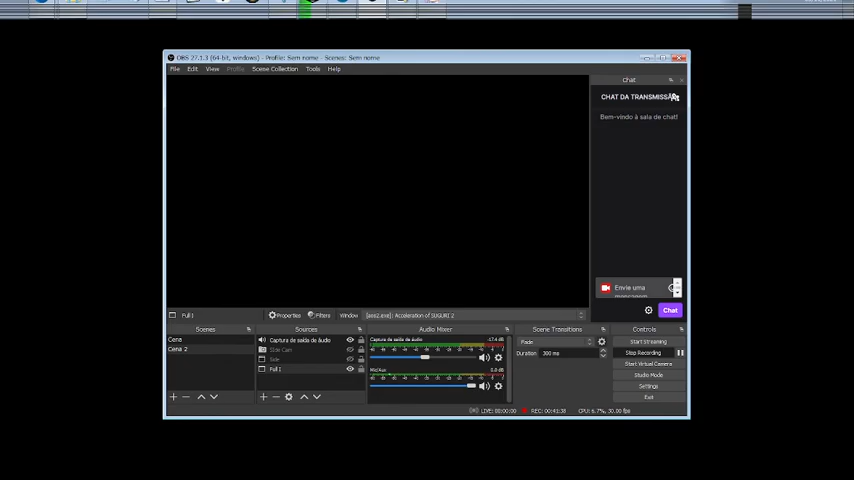 OBS 27.1.3 (64-bit, windows) - Profile: Sem nome - Scenes: Sem nome
File Edit View Profile Scene Collection Tools Help
Chat
CHAT DA TRANSMISSÃO
Bem-vindo à sala de chat!
Envie uma
mensagem
Chat
Full I
Properties Filters Window [aos2.exe]: Acceleration of SUGURI 2
Scenes Sources Audio Mixer Scene Transitions Controls
Cena
Cena 2
Captura de saída de áudio
Side Cam
Side
Full I
Captura de saída de áudio -17.4 dB
Mic/Aux 0.0 dB
Fade
Duration 300 ms
Start Streaming
Stop Recording
Start Virtual Camera
Studio Mode
Settings
Exit
LIVE: 00:00:00 REC: 00:41:38 CPU: 6.7%, 30.00 fps